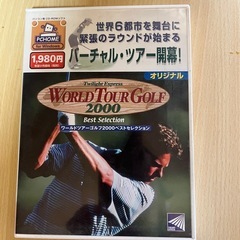 PCHOME
1,980円
世界6都市を舞台に
緊張のラウンドが始まる
バーチャル・ツアー開幕!
オリジナル
Twilight Express
WORLD TOUR GOLF
2000
Best Selection
ワールドツアーゴルフ2000ベストセレクション